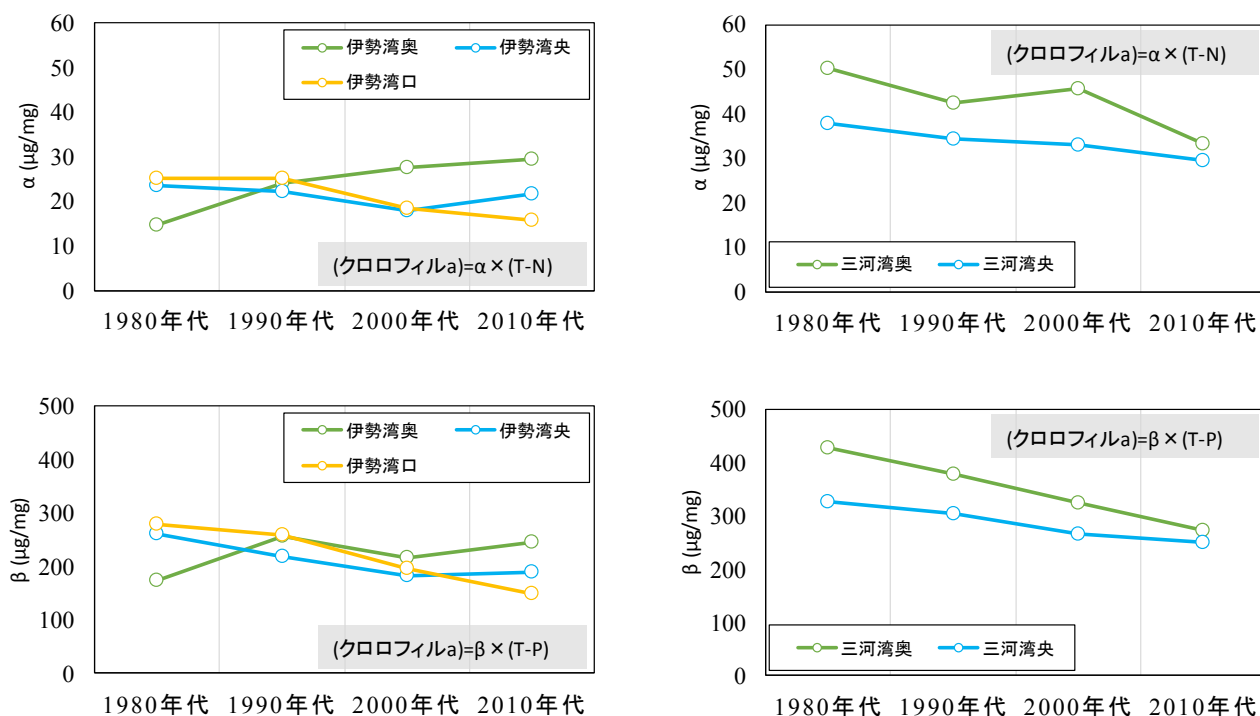 60
50
40
30
20
10
0
α (μg/mg)
伊勢湾奥
伊勢湾央
伊勢湾口
(クロロフィルa)=α×(T-N)
1980年代
1990年代
2000年代
2010年代
60
50
40
30
20
10
0
α (μg/mg)
(クロロフィルa)=α×(T-N)
三河湾奥
三河湾央
1980年代
1990年代
2000年代
2010年代
500
400
300
200
100
0
β (μg/mg)
伊勢湾奥
伊勢湾央
伊勢湾口
(クロロフィルa)=β×(T-P)
1980年代
1990年代
2000年代
2010年代
500
400
300
200
100
0
β (μg/mg)
(クロロフィルa)=β×(T-P)
三河湾奥
三河湾央
1980年代
1990年代
2000年代
2010年代